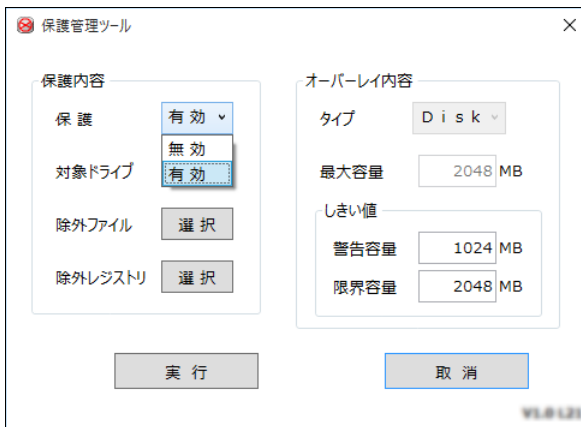 保護管理ツール
保護内容
保 護
有 効
無 効
有 効
対象ドライブ
除外ファイル
選 択
除外レジストリ
選 択
オーバーレイ内容
タイプ
Ｄｉｓｋ
最大容量
2048 MB
しきい値
警告容量
1024 MB
限界容量
2048 MB
実 行
取 消
V1.0 L21